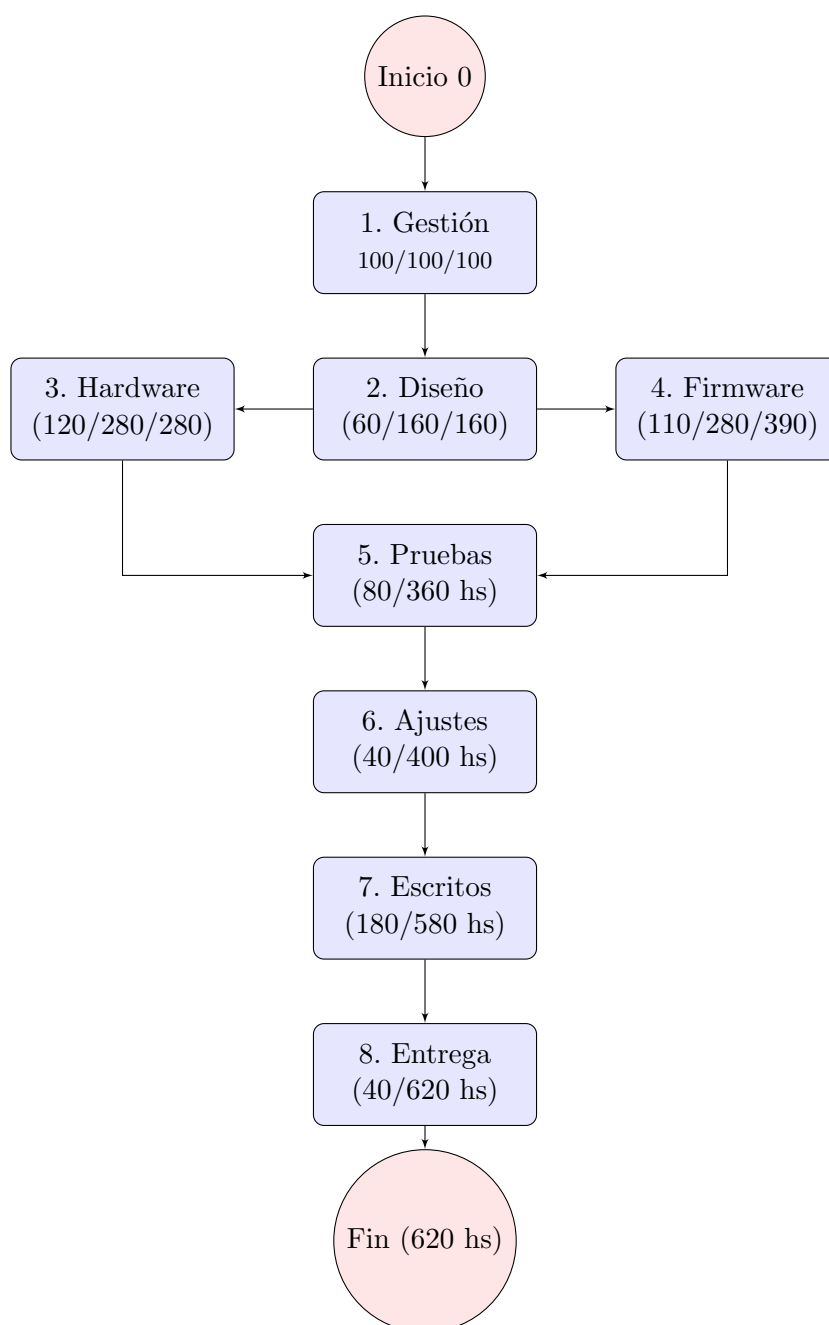 Inicio 0
1. Gestión
100/100/100
3. Hardware
(120/280/280)
2. Diseño
(60/160/160)
4. Firmware
(110/280/390)
5. Pruebas
(80/360 hs)
6. Ajustes
(40/400 hs)
7. Escritos
(180/580 hs)
8. Entrega
(40/620 hs)
Fin (620 hs)